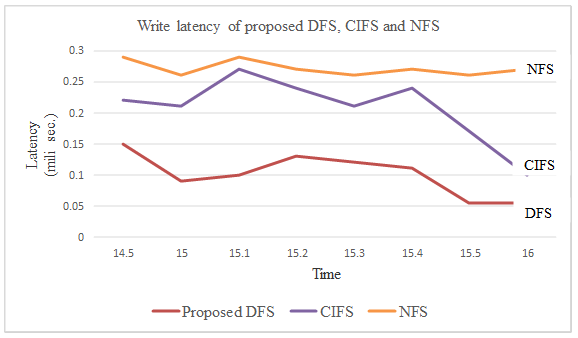 Write latency of proposed DFS, CIFS and NFS
0.3
0.25
0.2
0.15
0.1
0.05
0
Latency
(mili sec.)
NFS
CIFS
DFS
14.5 15 15.1 15.2 15.3 15.4 15.5 16
Time
Proposed DFS CIFS NFS